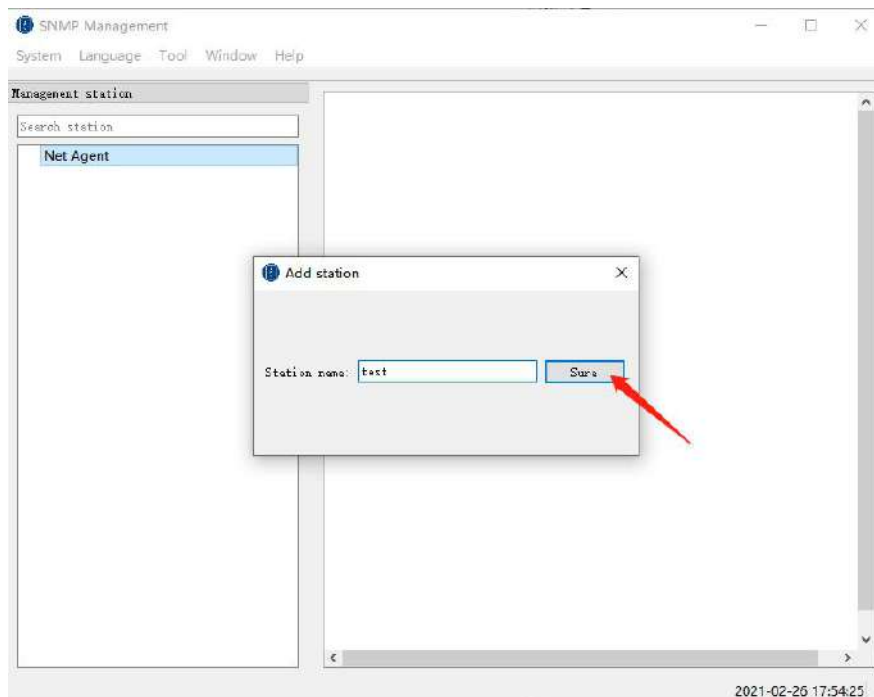 SNMP Management
System Language Tool Window Help
Management station
Search station
Net Agent
Add station
Station name: test Sure
2021-02-26 17:54:25